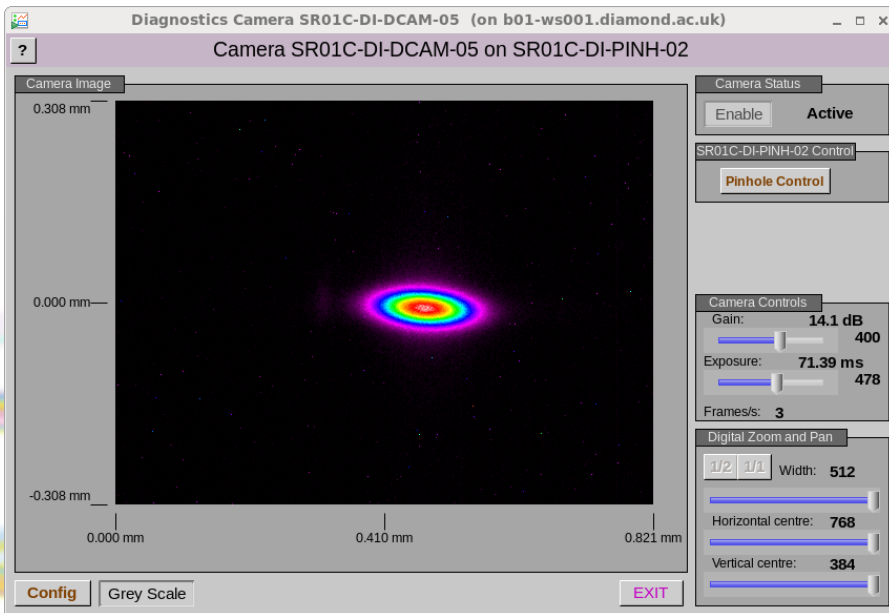 Diagnostics Camera SR01C-DI-DCAM-05 (on b01-ws001.diamond.ac.uk)
?
Camera SR01C-DI-DCAM-05 on SR01C-DI-PINH-02
Camera Image
0.308 mm
0.000 mm
-0.308 mm
0.000 mm
0.410 mm
0.821 mm
Config
Grey Scale
EXIT
Camera Status
Enable
Active
SR01C-DI-PINH-02 Control
Pinhole Control
Camera Controls
Gain: 14.1 dB
400
Exposure: 71.39 ms
478
Frames/s: 3
Digital Zoom and Pan
1/2 1/1 Width: 512
Horizontal centre: 768
Vertical centre: 384